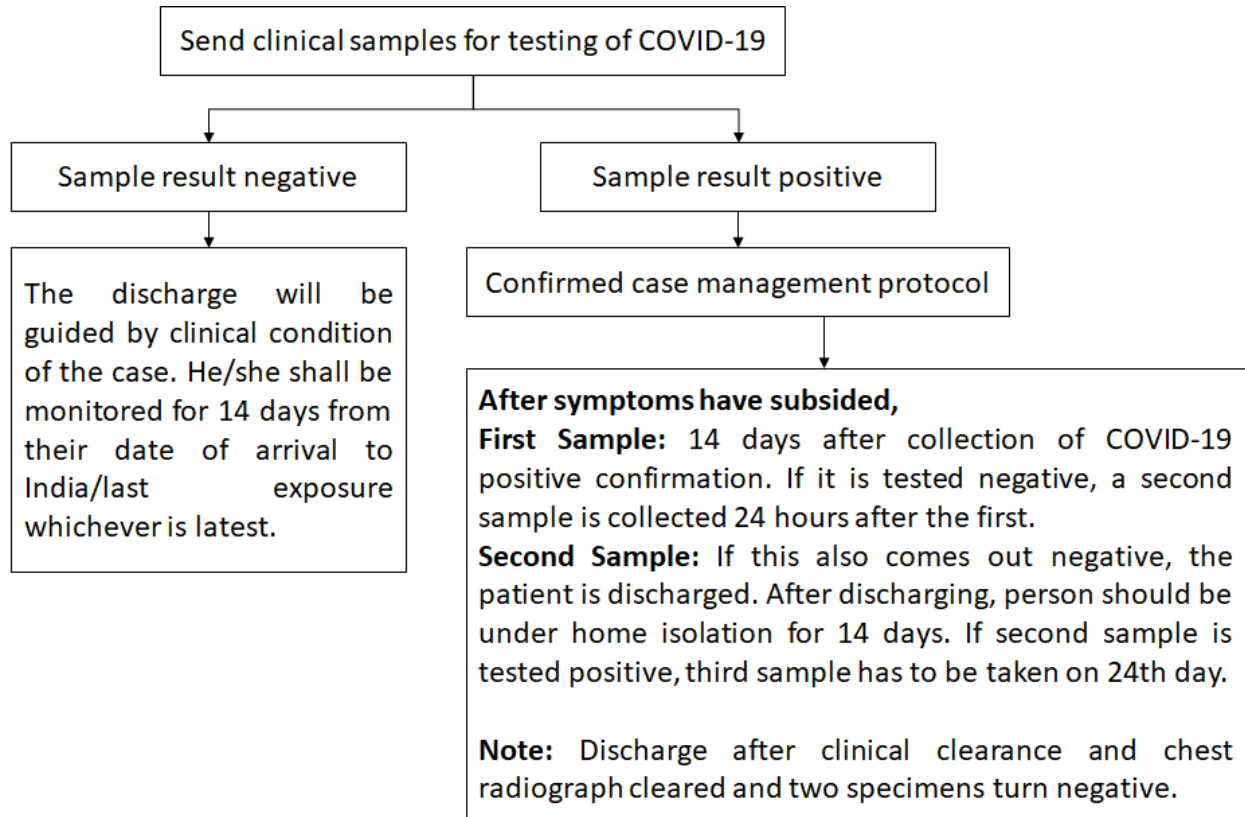 Send clinical samples for testing of COVID-19
Sample result negative
Sample result positive
The discharge will be
guided by clinical condition
of the case. He/she shall be
monitored for 14 days from
their date of arrival to
India/last exposure
whichever is latest.
Confirmed case management protocol
After symptoms have subsided,
First Sample: 14 days after collection of COVID-19
positive confirmation. If it is tested negative, a second
sample is collected 24 hours after the first.
Second Sample: If this also comes out negative, the
patient is discharged. After discharging, person should be
under home isolation for 14 days. If second sample is
tested positive, third sample has to be taken on 24th day.
Note: Discharge after clinical clearance and chest
radiograph cleared and two specimens turn negative.